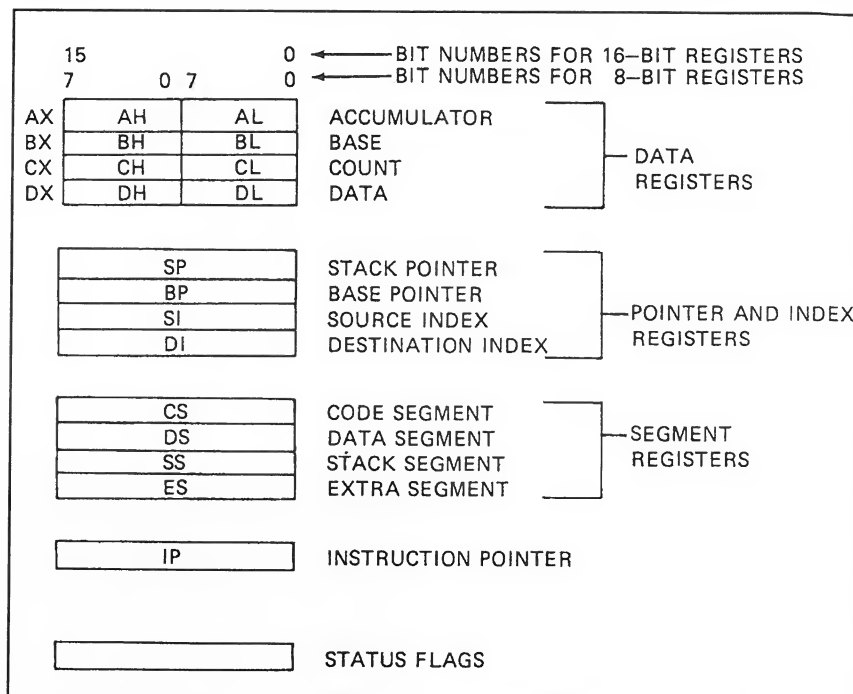 15 0 BIT NUMBERS FOR 16-BIT REGISTERS
7 0 7 0 BIT NUMBERS FOR 8-BIT REGISTERS
AX AH AL ACCUMULATOR
BX BH BL BASE
CX CH CL COUNT
DX DH DL DATA
DATA
REGISTERS
SP STACK POINTER
BP BASE POINTER
SI SOURCE INDEX
DI DESTINATION INDEX
POINTER AND INDEX
REGISTERS
CS CODE SEGMENT
DS DATA SEGMENT
SS STACK SEGMENT
ES EXTRA SEGMENT
SEGMENT
REGISTERS
IP INSTRUCTION POINTER
STATUS FLAGS